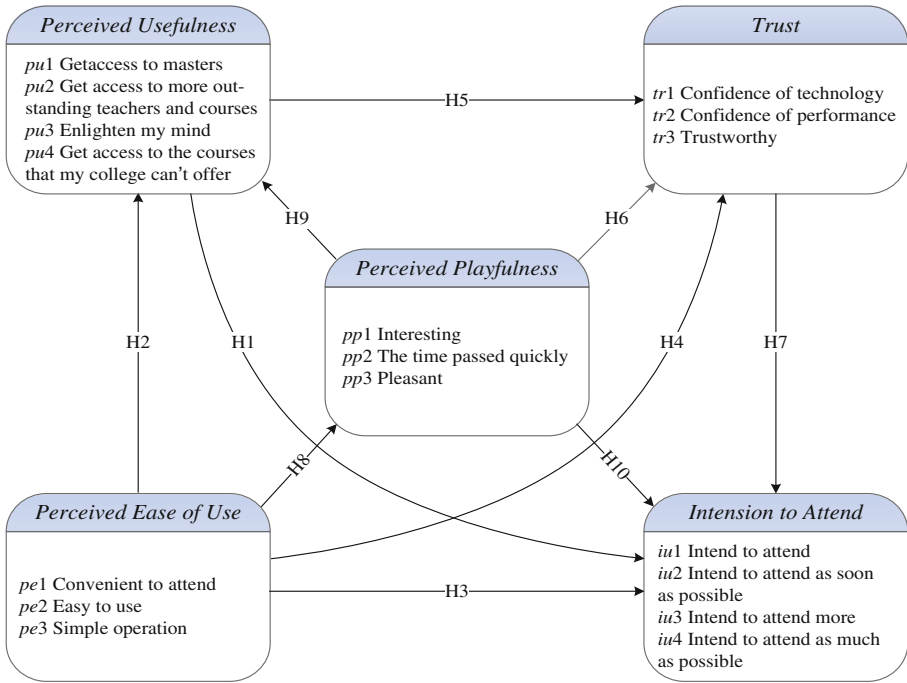 Perceived Usefulness
pu1 Getaccess to masters
pu2 Get access to more out-
standing teachers and courses
pu3 Enlighten my mind
pu4 Get access to the courses
that my college can't offer
Trust
tr1 Confidence of technology
tr2 Confidence of performance
tr3 Trustworthy
H5
H9
H6
Perceived Playfulness
pp1 Interesting
pp2 The time passed quickly
pp3 Pleasant
H2
H1
H4
H7
H8
H10
Perceived Ease of Use
pe1 Convenient to attend
pe2 Easy to use
pe3 Simple operation
H3
Intension to Attend
iu1 Intend to attend
iu2 Intend to attend as soon
as possible
iu3 Intend to attend more
iu4 Intend to attend as much
as possible